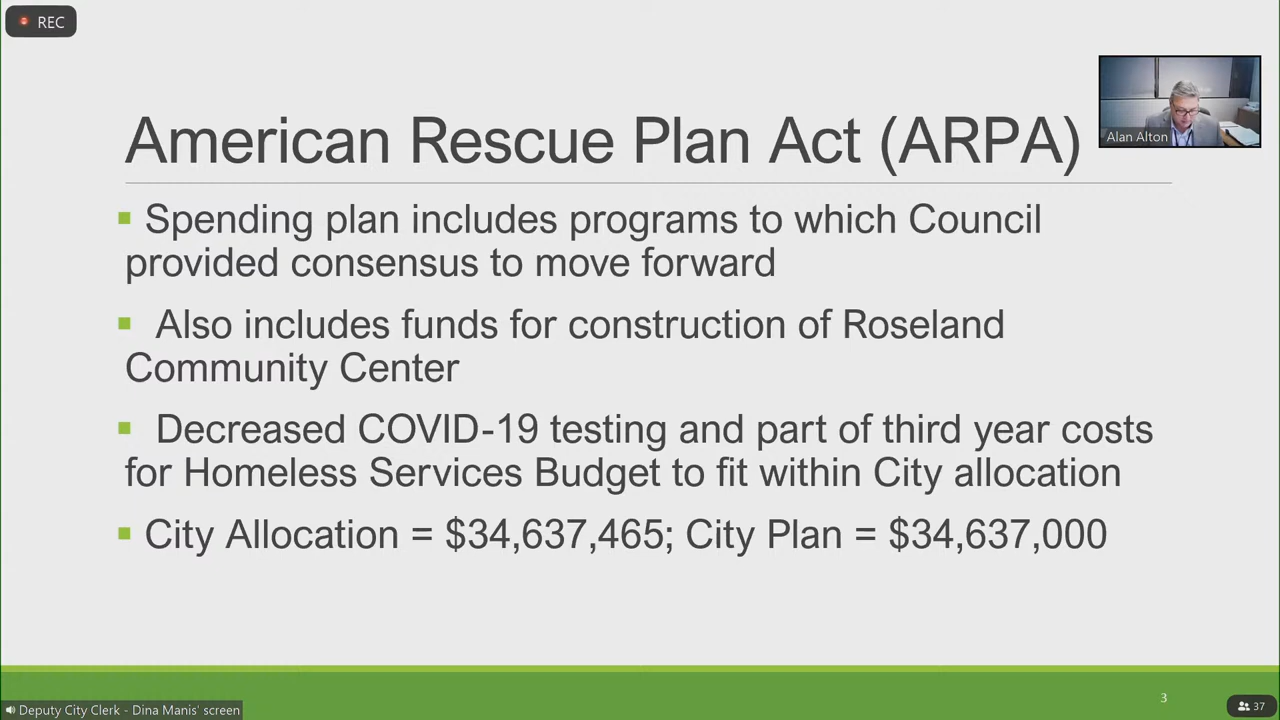 REC
American Rescue Plan Act (ARPA)
Alan Alton
Spending plan includes programs to which Council
provided consensus to move forward
Also includes funds for construction of Roseland
Community Center
Decreased COVID-19 testing and part of third year costs
for Homeless Services Budget to fit within City allocation
City Allocation = $34,637,465; City Plan = $34,637,000
3
Deputy City Clerk - Dina Manis' screen
37